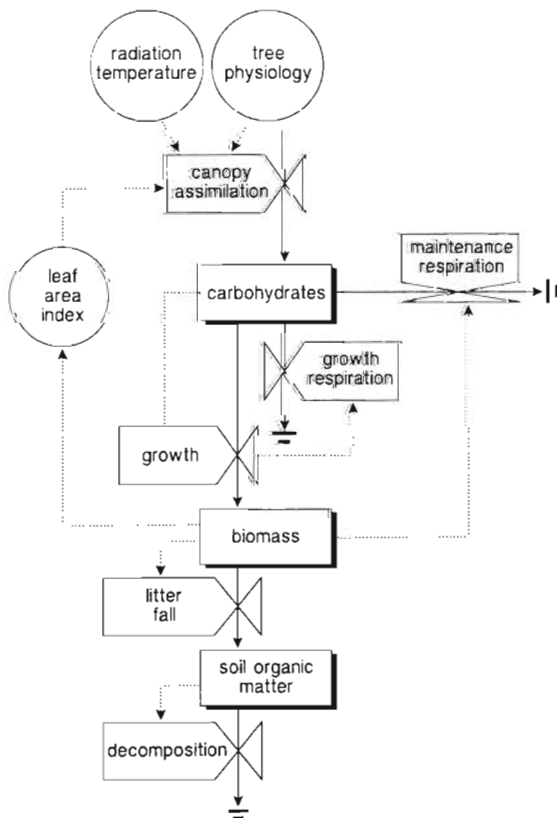 radiation
temperature
tree
physiology
canopy
assimilation
leaf
area
index
carbohydrates
maintenance
respiration
growth
respiration
growth
biomass
litter
fall
soil organic
matter
decomposition